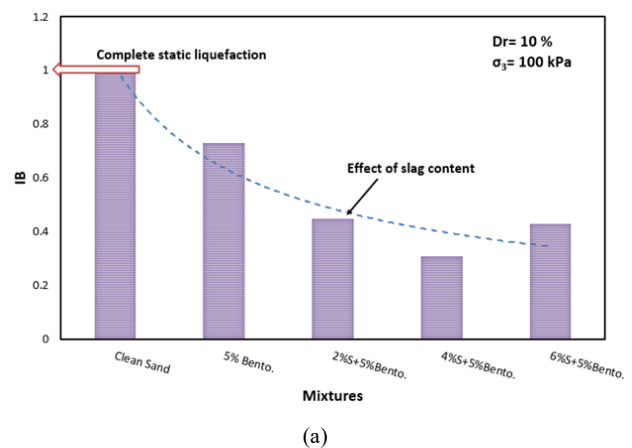 1.2
1
0.8
0.6
0.4
0.2
0
IB
Complete static liquefaction
Dr= 10 %
σ₃= 100 kPa
Effect of slag content
Clean Sand
5% Bento.
2%S+5%Bento.
4%S+5%Bento.
6%S+5%Bento.
Mixtures
(a)